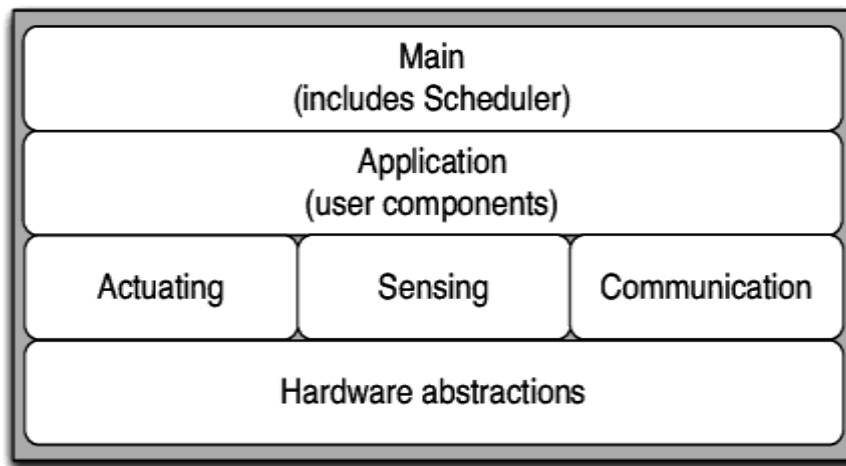 Main
(includes Scheduler)
Application
(user components)
Actuating
Sensing
Communication
Hardware abstractions